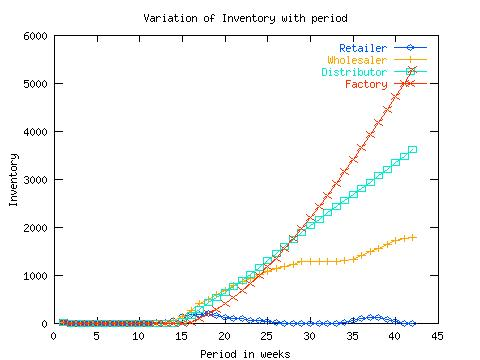 Variation of Inventory with period
6000
5000
4000
3000
2000
1000
0
Inventory
Retailer
Wholesaler
Distributor
Factory
0 5 10 15 20 25 30 35 40 45
Period in weeks